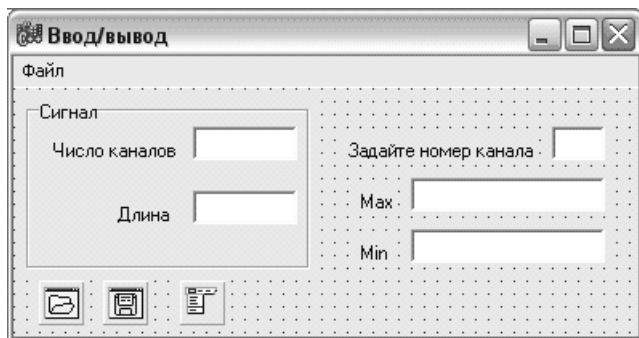 Ввод/вывод
Файл
Сигнал
Число каналов
Длина
Задайте номер канала
Max
Min